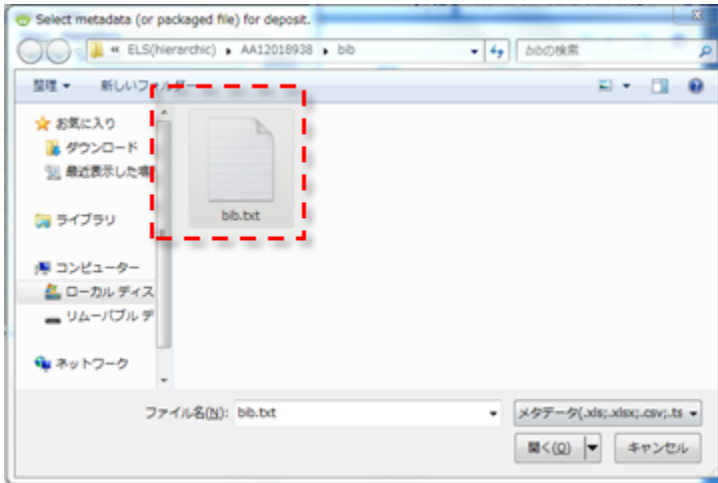 Select metadata (or packaged file) for deposit.
« ELS(hierarchic) ▸ AA12018938 ▸ bib
bibの検索
整理 ▾ 新しいフォルダー
お気に入り
ダウンロード
最近表示した場
ライブラリ
コンピューター
ローカル ディス
リムーバブル デ
ネットワーク
bib.txt
ファイル名(N): bib.txt
メタデータ(.xls;.xlsx;.csv;.ts
開く(O)
キャンセル